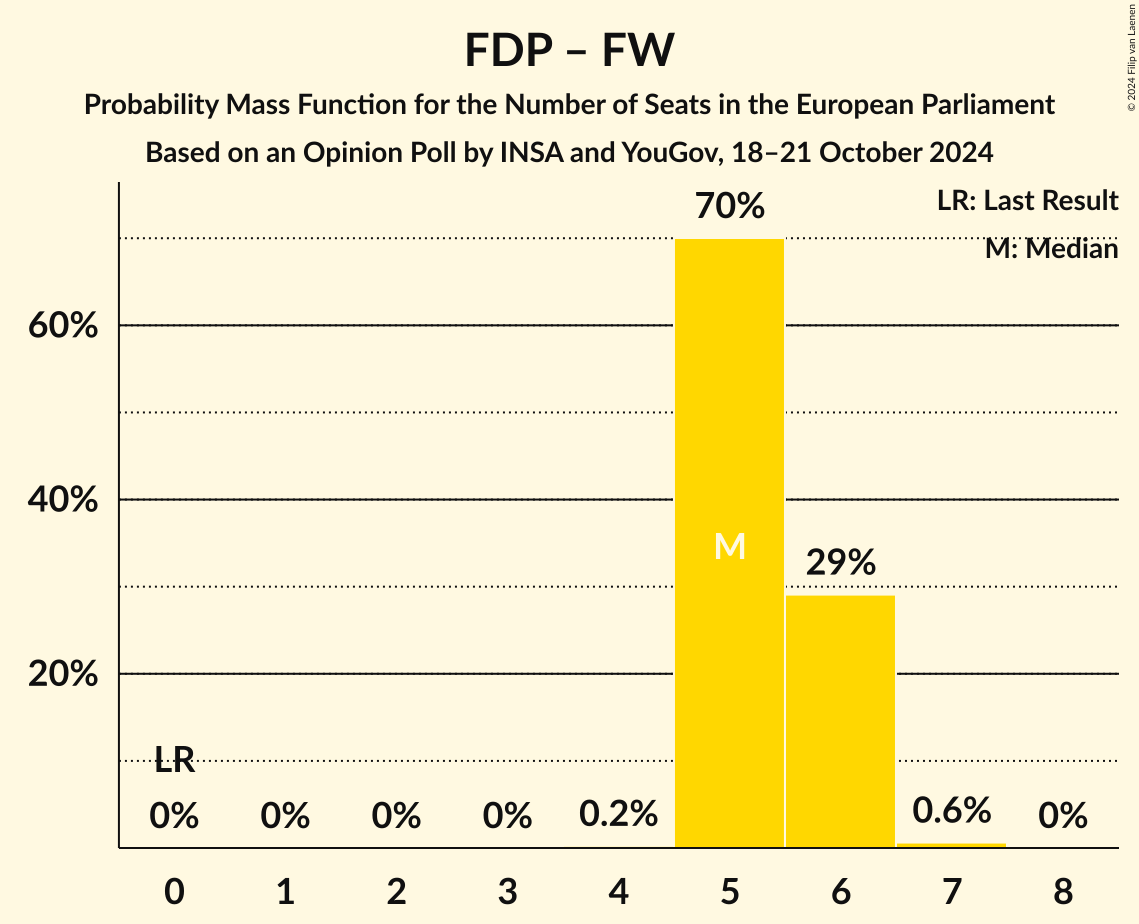 FDP – FW
Probability Mass Function for the Number of Seats in the European Parliament
Based on an Opinion Poll by INSA and YouGov, 18–21 October 2024
© 2024 Filip van Laenen
LR: Last Result
M: Median
70%
60%
40%
M
29%
20%
LR
0%
0%
0%
0%
0.2%
0.6%
0%
0
1
2
3
4
5
6
7
8